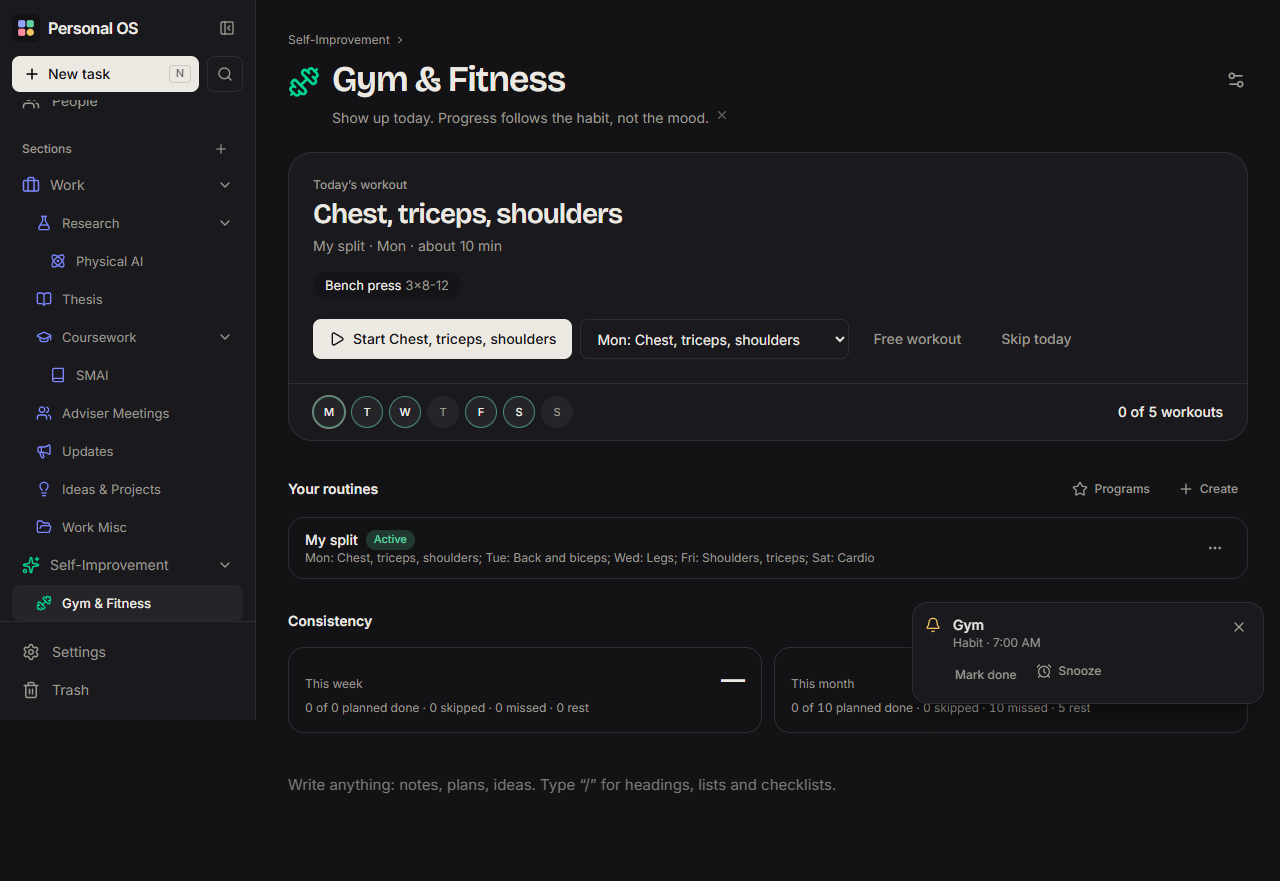 Personal OS
New task N
People
Sections
Work
Research
Physical AI
Thesis
Coursework
SMAI
Adviser Meetings
Updates
Ideas & Projects
Work Misc
Self-Improvement
Gym & Fitness
Settings
Trash
Self-Improvement
Gym & Fitness
Show up today. Progress follows the habit, not the mood.
Today's workout
Chest, triceps, shoulders
My split · Mon · about 10 min
Bench press 3×8-12
Start Chest, triceps, shoulders
Mon: Chest, triceps, shoulders
Free workout
Skip today
M T W T F S S
0 of 5 workouts
Your routines
Programs
Create
My split Active
Mon: Chest, triceps, shoulders; Tue: Back and biceps; Wed: Legs; Fri: Shoulders, triceps; Sat: Cardio
Consistency
This week —
0 of 0 planned done · 0 skipped · 0 missed · 0 rest
This month
0 of 10 planned done · 0 skipped · 10 missed · 5 rest
Gym
Habit · 7:00 AM
Mark done
Snooze
Write anything: notes, plans, ideas. Type “/” for headings, lists and checklists.